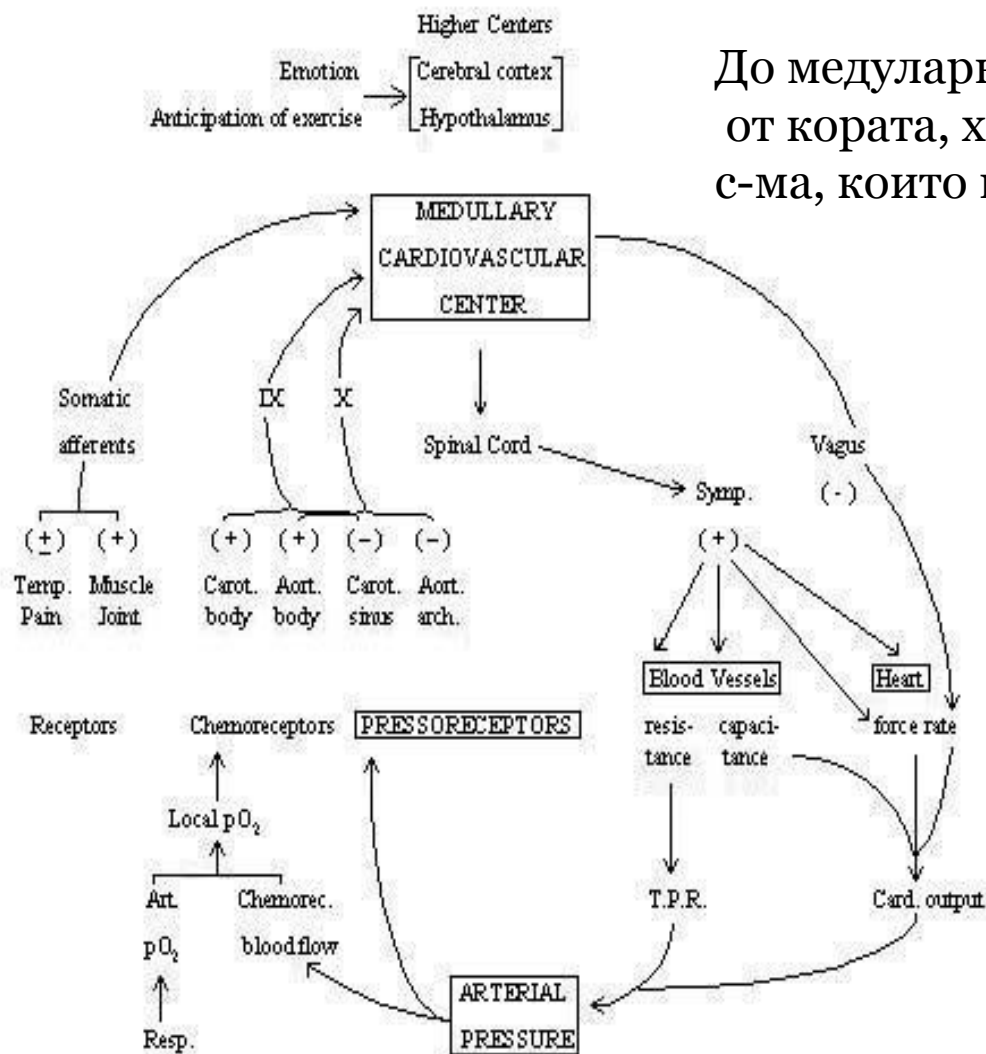 Higher Centers
Emotion
Cerebral cortex
Anticipation of exercise
Hypothalamus
До
от кората,
с-ма, които
MEDULLARY
CARDIOVASCULAR
CENTER
Somatic
afferents
IX
X
Spinal Cord
Vagus
(-)
Symp.
(+)
(±)
(+)
(+)
(+)
(-)
(-)
Temp.
Pain
Muscle
Joint
Carot.
body
Aort.
body
Carot.
sinus
Aort.
arch.
Blood Vessels
Heart
Receptors
Chemoreceptors
PRESSORECEPTORS
resis-
tance
capaci-
tance
force rate
Local pO₂
Art.
pO₂
Chemorec.
bloodflow
T.P.R.
Card. output
ARTERIAL
PRESSURE
Resp.